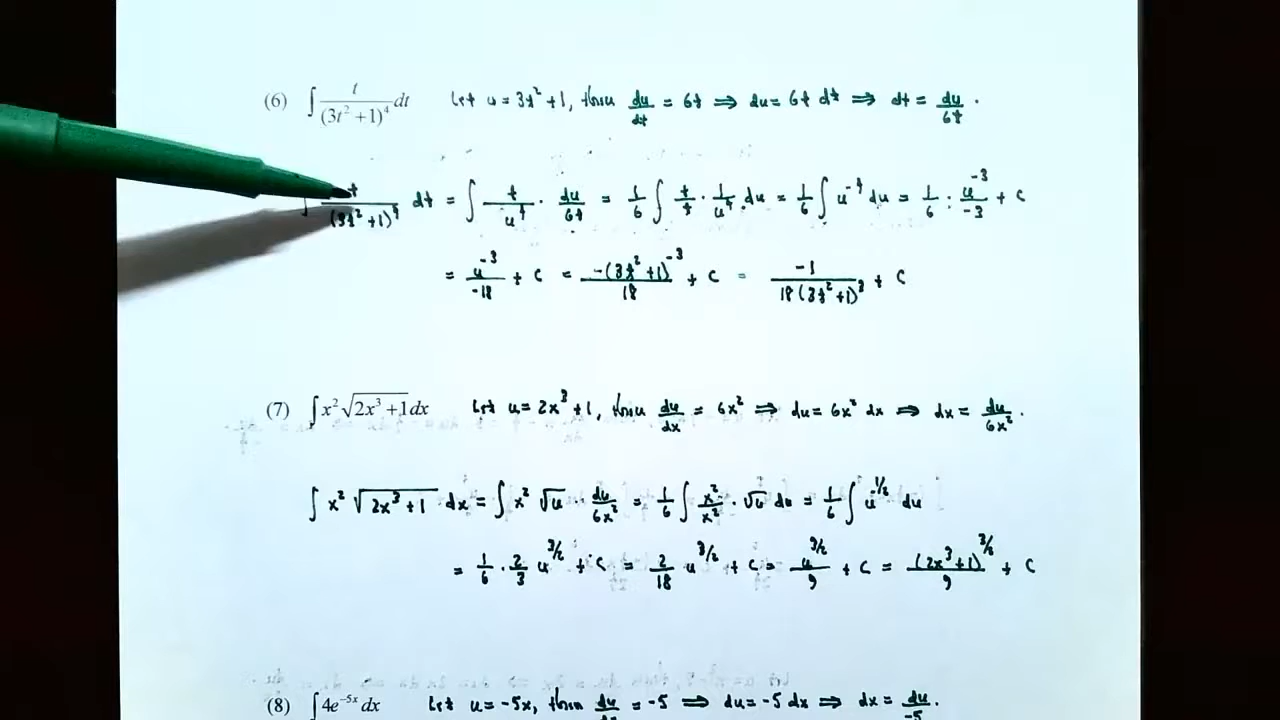 (6) ∫ t/(3t² + 1)⁴ dt Let u = 3t² + 1, then du/dt = 6t ⇒ du = 6t dt ⇒ dt = du/6t.
∫ t/(3t² + 1)⁴ dt = ∫ t/u⁴ · du/6t = 1/6 ∫ t/t · 1/u⁴ du = 1/6 ∫ u⁻⁴ du = 1/6 · u⁻³/-3 + C
= u⁻³/-18 + C = -(3t² + 1)⁻³/18 + C = -1/18(3t² + 1)³ + C
(7) ∫ x²√(2x³ + 1) dx Let u = 2x³ + 1, then du/dx = 6x² ⇒ du = 6x² dx ⇒ dx = du/6x².
∫ x² √(2x³ + 1) dx = ∫ x² √u · du/6x² = 1/6 ∫ x²/x² · √u du = 1/6 ∫ u^1/2 du
= 1/6 · 2/3 u^3/2 + C = 2/18 u^3/2 + C = u^3/2/9 + C = (2x³ + 1)^3/2/9 + C
(8) ∫ 4e⁻⁵ˣ dx Let u = -5x, then du/dx = -5 ⇒ du = -5 dx ⇒ dx = du/-5.